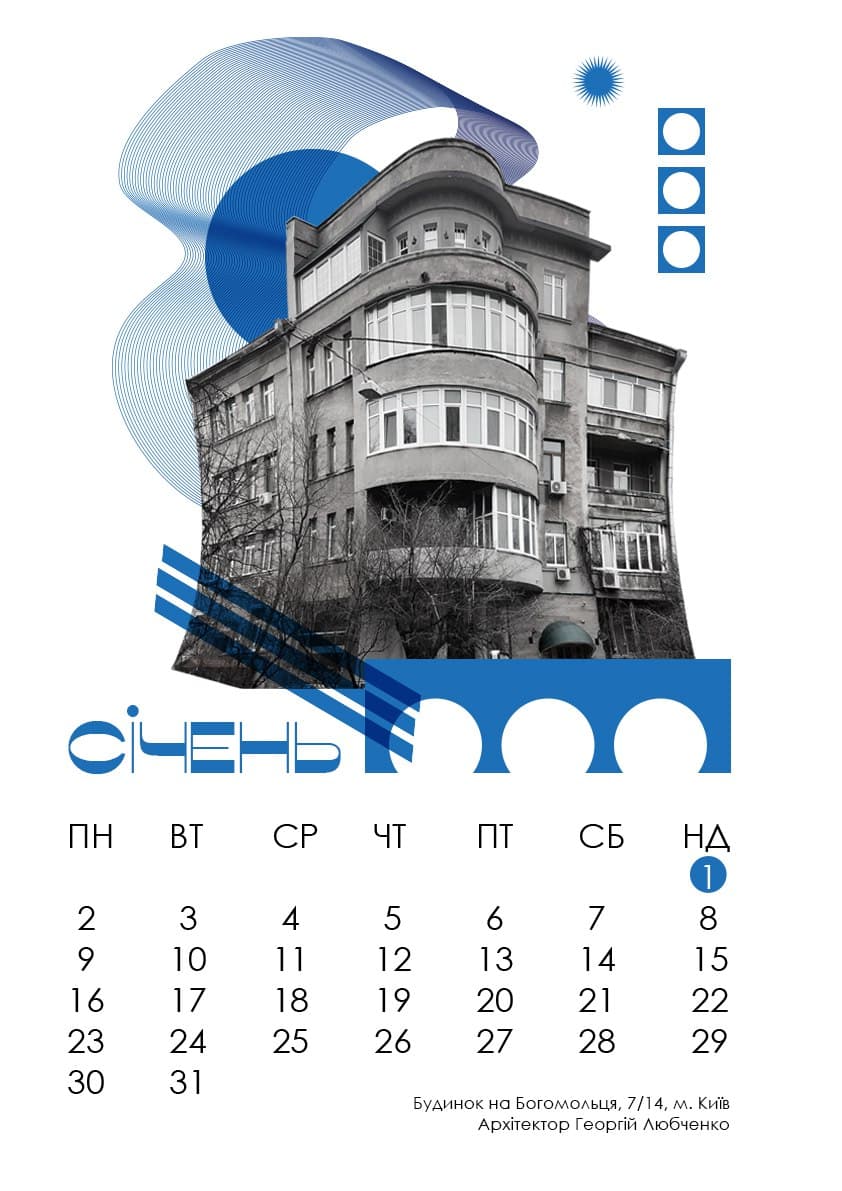 січень
ПН ВТ СР ЧТ ПТ СБ НД
1
2 3 4 5 6 7 8
9 10 11 12 13 14 15
16 17 18 19 20 21 22
23 24 25 26 27 28 29
30 31
Будинок на Богомольця, 7/14, м. Київ
Архітектор Георгій Любченко